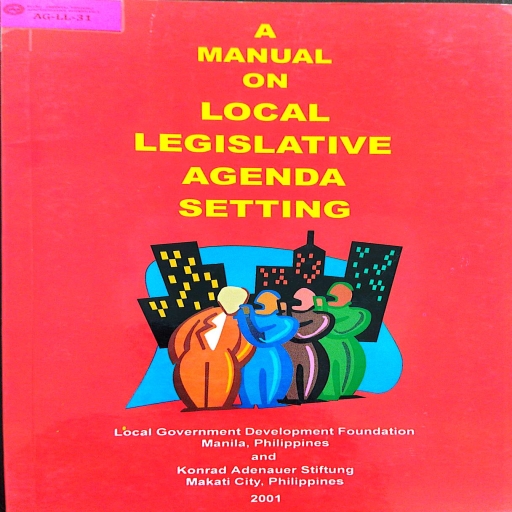 AG-LL-31
A
MANUAL
ON
LOCAL
LEGISLATIVE
AGENDA
SETTING
Local Government Development Foundation
Manila, Philippines
and
Konrad Adenauer Stiftung
Makati City, Philippines
2001